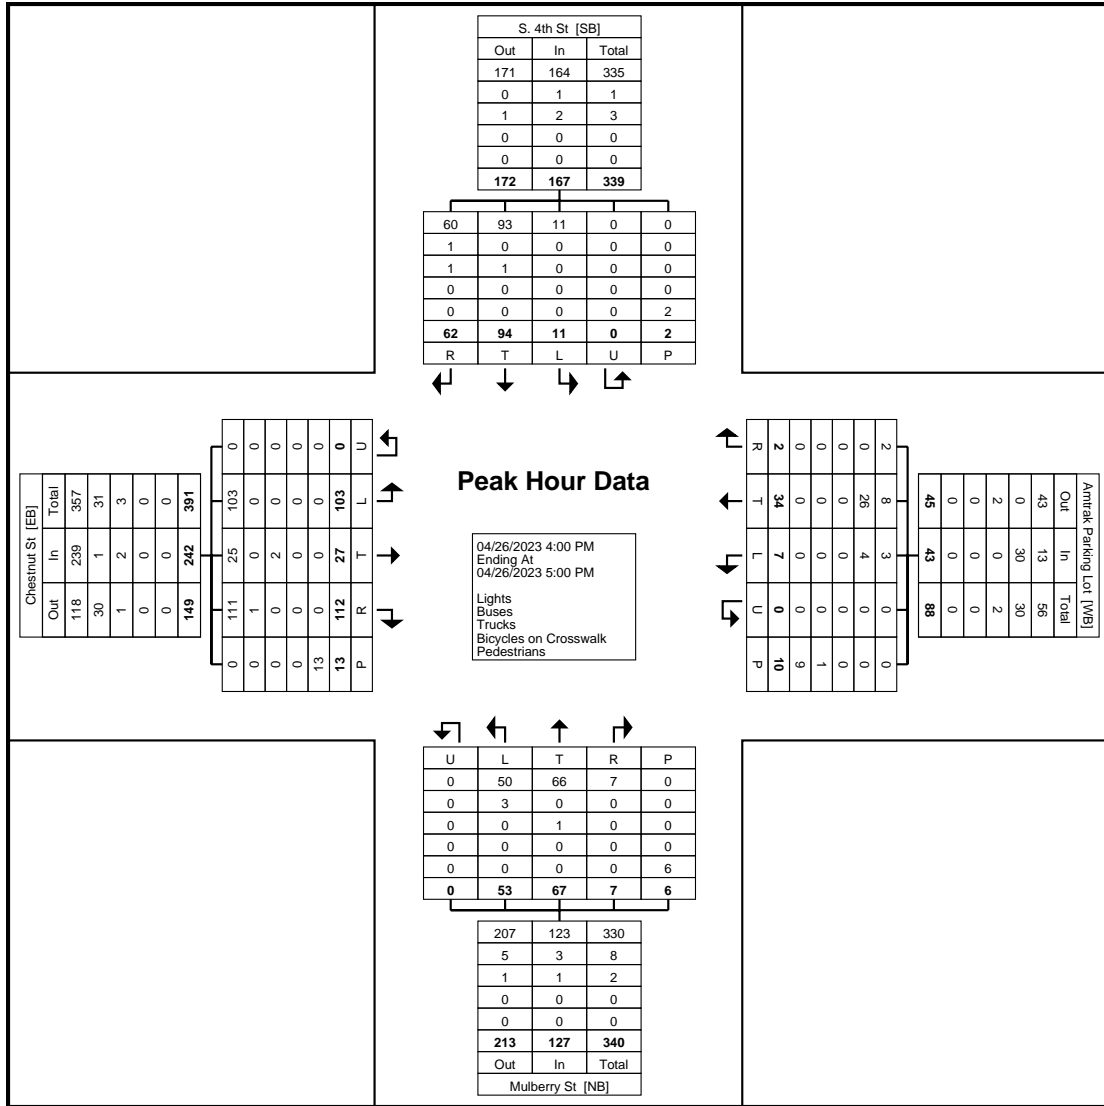 S. 4th St [SB]
Out In Total
171 164 335
0 1 1
1 2 3
0 0 0
0 0 0
172 167 339
60 93 11 0 0
1 0 0 0 0
1 1 0 0 0
0 0 0 0 0
0 0 0 0 2
62 94 11 0 2
R T L U P
Chestnut St [EB]
Total In Out
357 239 118
31 1 30
3 2 1
0 0 0
0 0 0
391 242 149
0 103 25 111 0
0 0 0 1 0
0 0 2 0 0
0 0 0 0 0
0 0 0 0 13
0 103 27 112 13
U L T R P
Peak Hour Data
04/26/2023 4:00 PM
Ending At
04/26/2023 5:00 PM
Lights
Buses
Trucks
Bicycles on Crosswalk
Pedestrians
Amtrak Parking Lot [WB]
Out In Total
43 13 56
0 30 30
2 0 2
0 0 0
0 0 0
45 43 88
2 8 3 0 0
0 26 4 0 0
0 0 0 0 0
0 0 0 0 1
0 0 0 0 9
2 34 7 0 10
R T L U P
U L T R P
0 50 66 7 0
0 3 0 0 0
0 0 1 0 0
0 0 0 0 0
0 0 0 0 6
0 53 67 7 6
207 123 330
5 3 8
1 1 2
0 0 0
0 0 0
213 127 340
Out In Total
Mulberry St [NB]